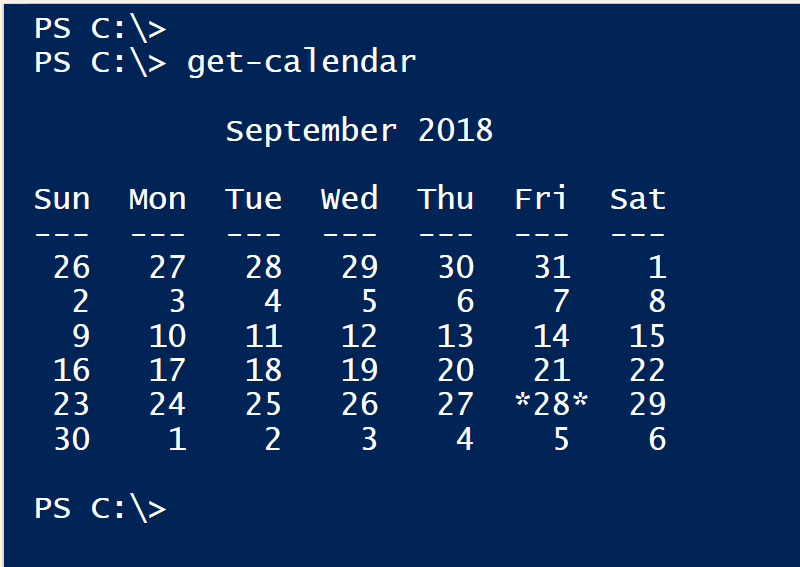 PS C:\>
PS C:\> get-calendar
September 2018
Sun Mon Tue Wed Thu Fri Sat
--- --- --- --- --- --- ---
26 27 28 29 30 31 1
2 3 4 5 6 7 8
9 10 11 12 13 14 15
16 17 18 19 20 21 22
23 24 25 26 27 *28* 29
30 1 2 3 4 5 6
PS C:\>